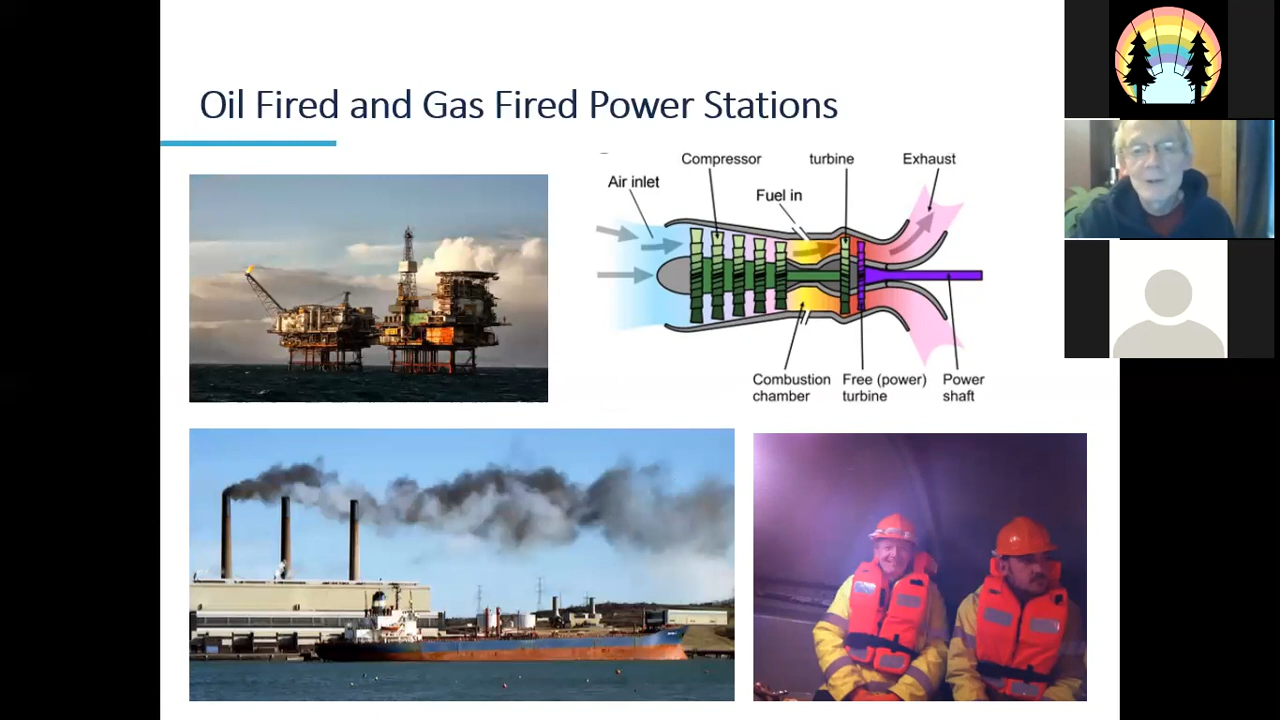 Oil Fired and Gas Fired Power Stations
Compressor
turbine
Exhaust
Air inlet
Fuel in
Combustion
chamber
Free (power)
turbine
Power
shaft